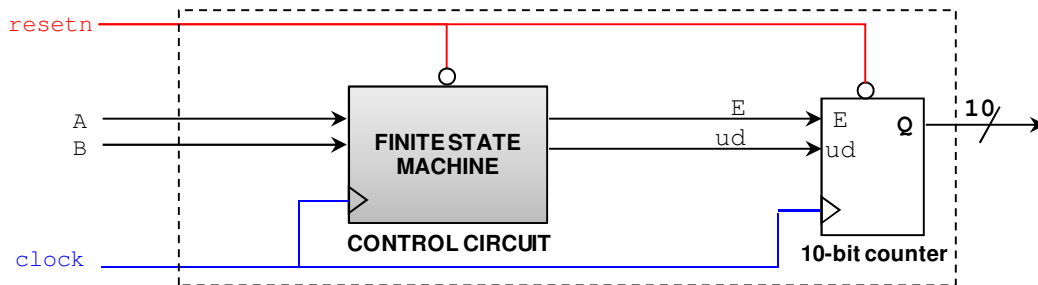 resetn
A
B
FINITE STATE
MACHINE
E
ud
E
ud
Q
10
CONTROL CIRCUIT
10-bit counter
clock